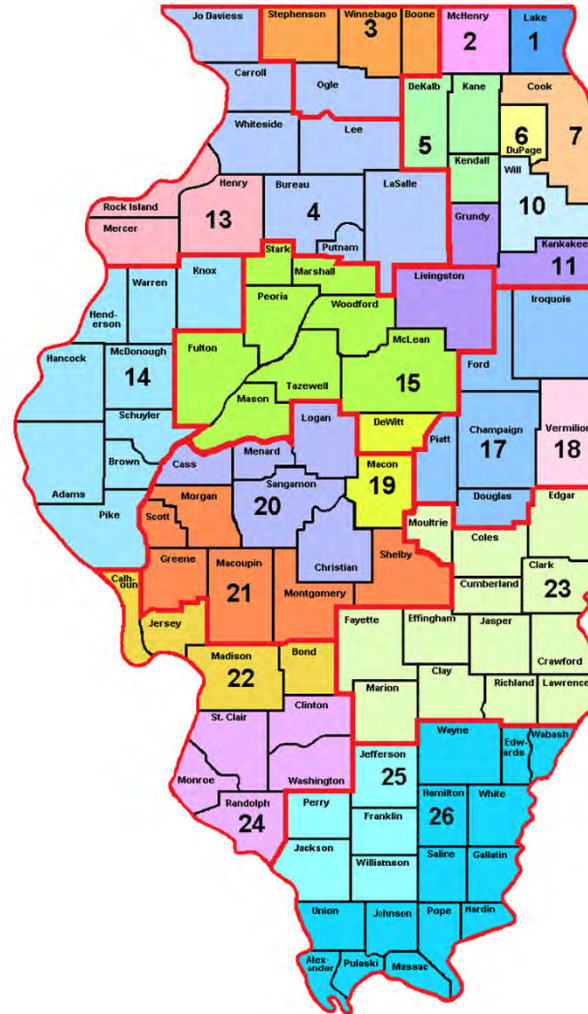 Jo Daviess
Stephenson
Winnebago
Boone
McHenry
Lake
3
2
1
Carroll
Ogle
DeKalb
Kane
Cook
Whiteside
Lee
5
6
7
DuPage
Kendall
Will
Henry
Bureau
LaSalle
10
Rock Island
13
4
Grundy
Mercer
Putnam
Kankakee
11
Stark
Marshall
Knox
Warren
Peoria
Woodford
Livingston
Iroquois
Hend-
erson
Fulton
McLean
Hancock
McDonough
14
Ford
Mason
Tazewell
15
Schuyler
Logan
DeWitt
Champaign
17
Vermilion
18
Brown
Cass
Menard
Piatt
Macon
19
Adams
Morgan
Sangamon
20
Douglas
Edgar
Pike
Scott
Moultrie
Coles
Greene
Macoupin
21
Christian
Shelby
Clark
23
Cumberland
Cal-
houn
Montgomery
Jersey
Fayette
Effingham
Jasper
Madison
22
Bond
Crawford
Clay
Richland
Lawrence
Marion
Clinton
St. Clair
Wayne
Wabash
Edw-
ards
Jefferson
25
Monroe
Washington
Randolph
24
Perry
Hamilton
26
White
Franklin
Jackson
Williamson
Saline
Gallatin
Union
Johnson
Pope
Hardin
Alex-
ander
Pulaski
Massac